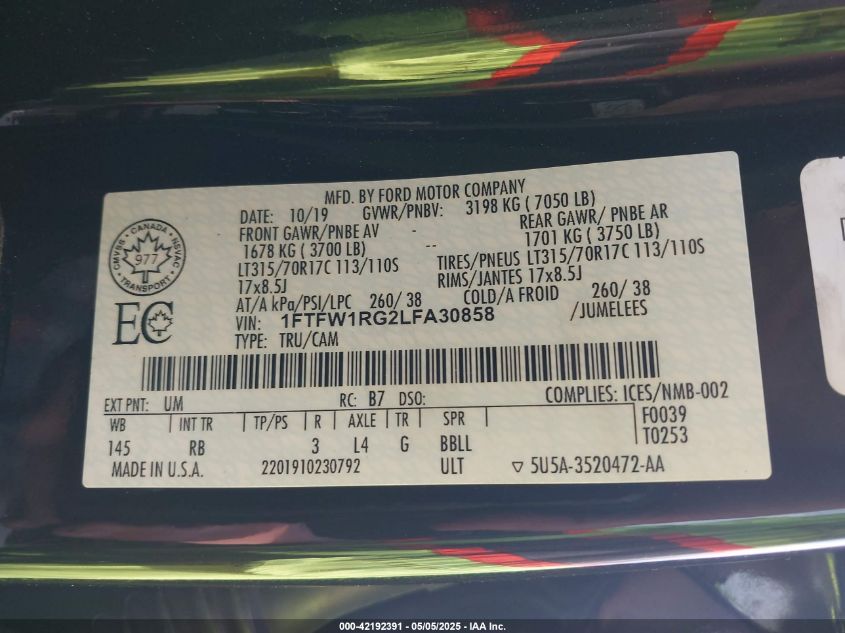 MFD. BY FORD MOTOR COMPANY
DATE: 10/19 GVWR/PNBV: 3198 KG ( 7050 LB)
FRONT GAWR/PNBE AV - REAR GAWR/ PNBE AR
1678 KG ( 3700 LB) -- 1701 KG ( 3750 LB)
LT315/70R17C 113/110S TIRES/PNEUS LT315/70R17C 113/110S
17x8.5J RIMS/JANTES 17x8.5J
AT/A kPa/PSI/LPC 260/ 38 COLD/A FROID 260/ 38
VIN: 1FTFW1RG2LFA30858 /JUMELEES
TYPE: TRU/CAM
CANADA
CMVSS NSVAC
977
TRANSPORT
EC
EXT PNT: UM RC: B7 DSO: COMPLIES: ICES/NMB-002
WB INT TR TP/PS R AXLE TR SPR F0039
145 RB 3 L4 G BBLL T0253
MADE IN U.S.A. 2201910230792 ULT 5U5A-3520472-AA
000-42192391 - 05/05/2025 - IAA Inc.